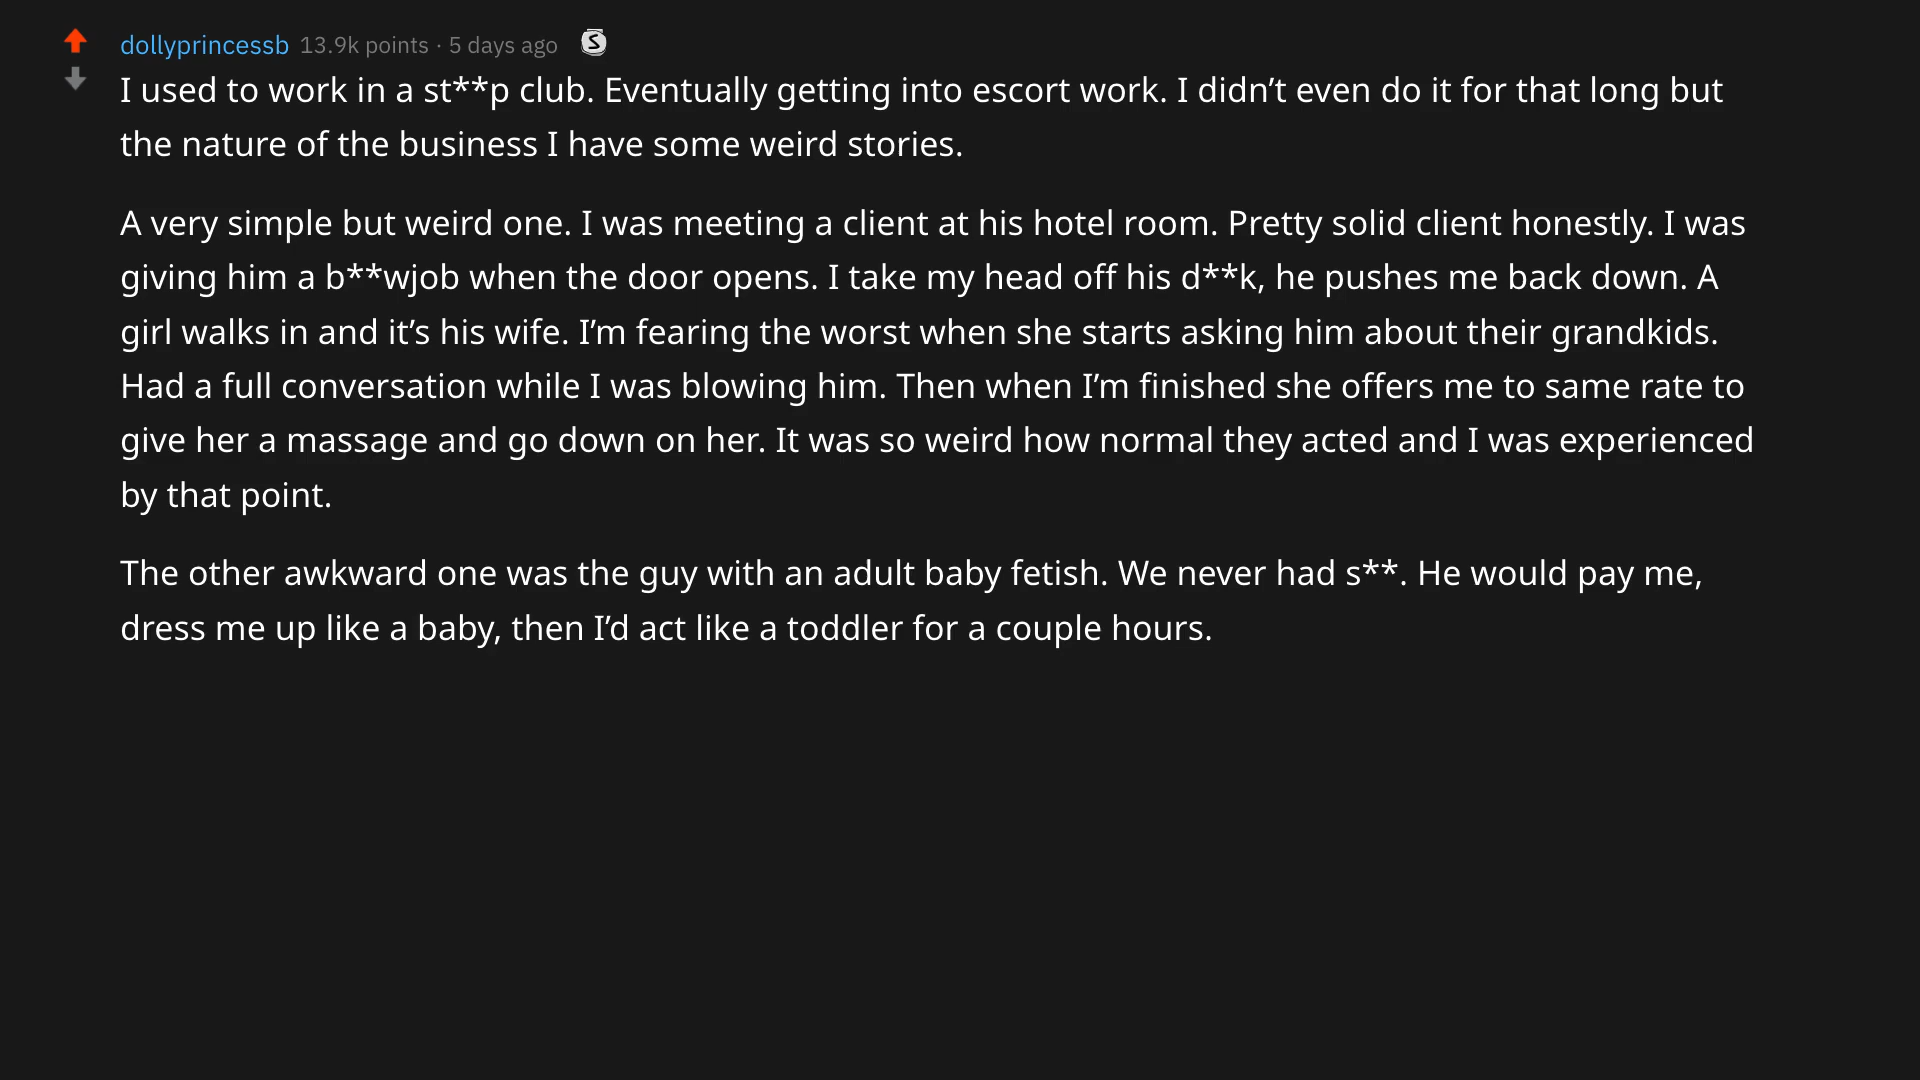 dollyprincessb 13.9k points · 5 days ago S
I used to work in a st**p club. Eventually getting into escort work. I didn’t even do it for that long but
the nature of the business I have some weird stories.
A very simple but weird one. I was meeting a client at his hotel room. Pretty solid client honestly. I was
giving him a b**wjob when the door opens. I take my head off his d**k, he pushes me back down. A
girl walks in and it’s his wife. I’m fearing the worst when she starts asking him about their grandkids.
Had a full conversation while I was blowing him. Then when I’m finished she offers me to same rate to
give her a massage and go down on her. It was so weird how normal they acted and I was experienced
by that point.
The other awkward one was the guy with an adult baby fetish. We never had s**. He would pay me,
dress me up like a baby, then I’d act like a toddler for a couple hours.